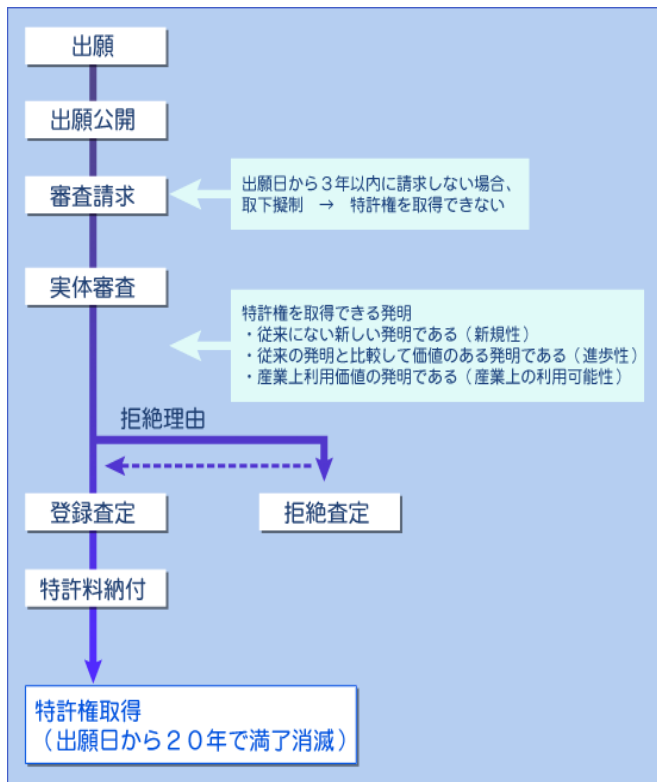 出願
出願公開
審査請求
出願日から３年以内に請求しない場合、
取下擬制　→　特許権を取得できない
実体審査
特許権を取得できる発明
・従来にない新しい発明である（新規性）
・従来の発明と比較して価値のある発明である（進歩性）
・産業上利用価値の発明である（産業上の利用可能性）
拒絶理由
登録査定
拒絶査定
特許料納付
特許権取得
（出願日から２０年で満了消滅）